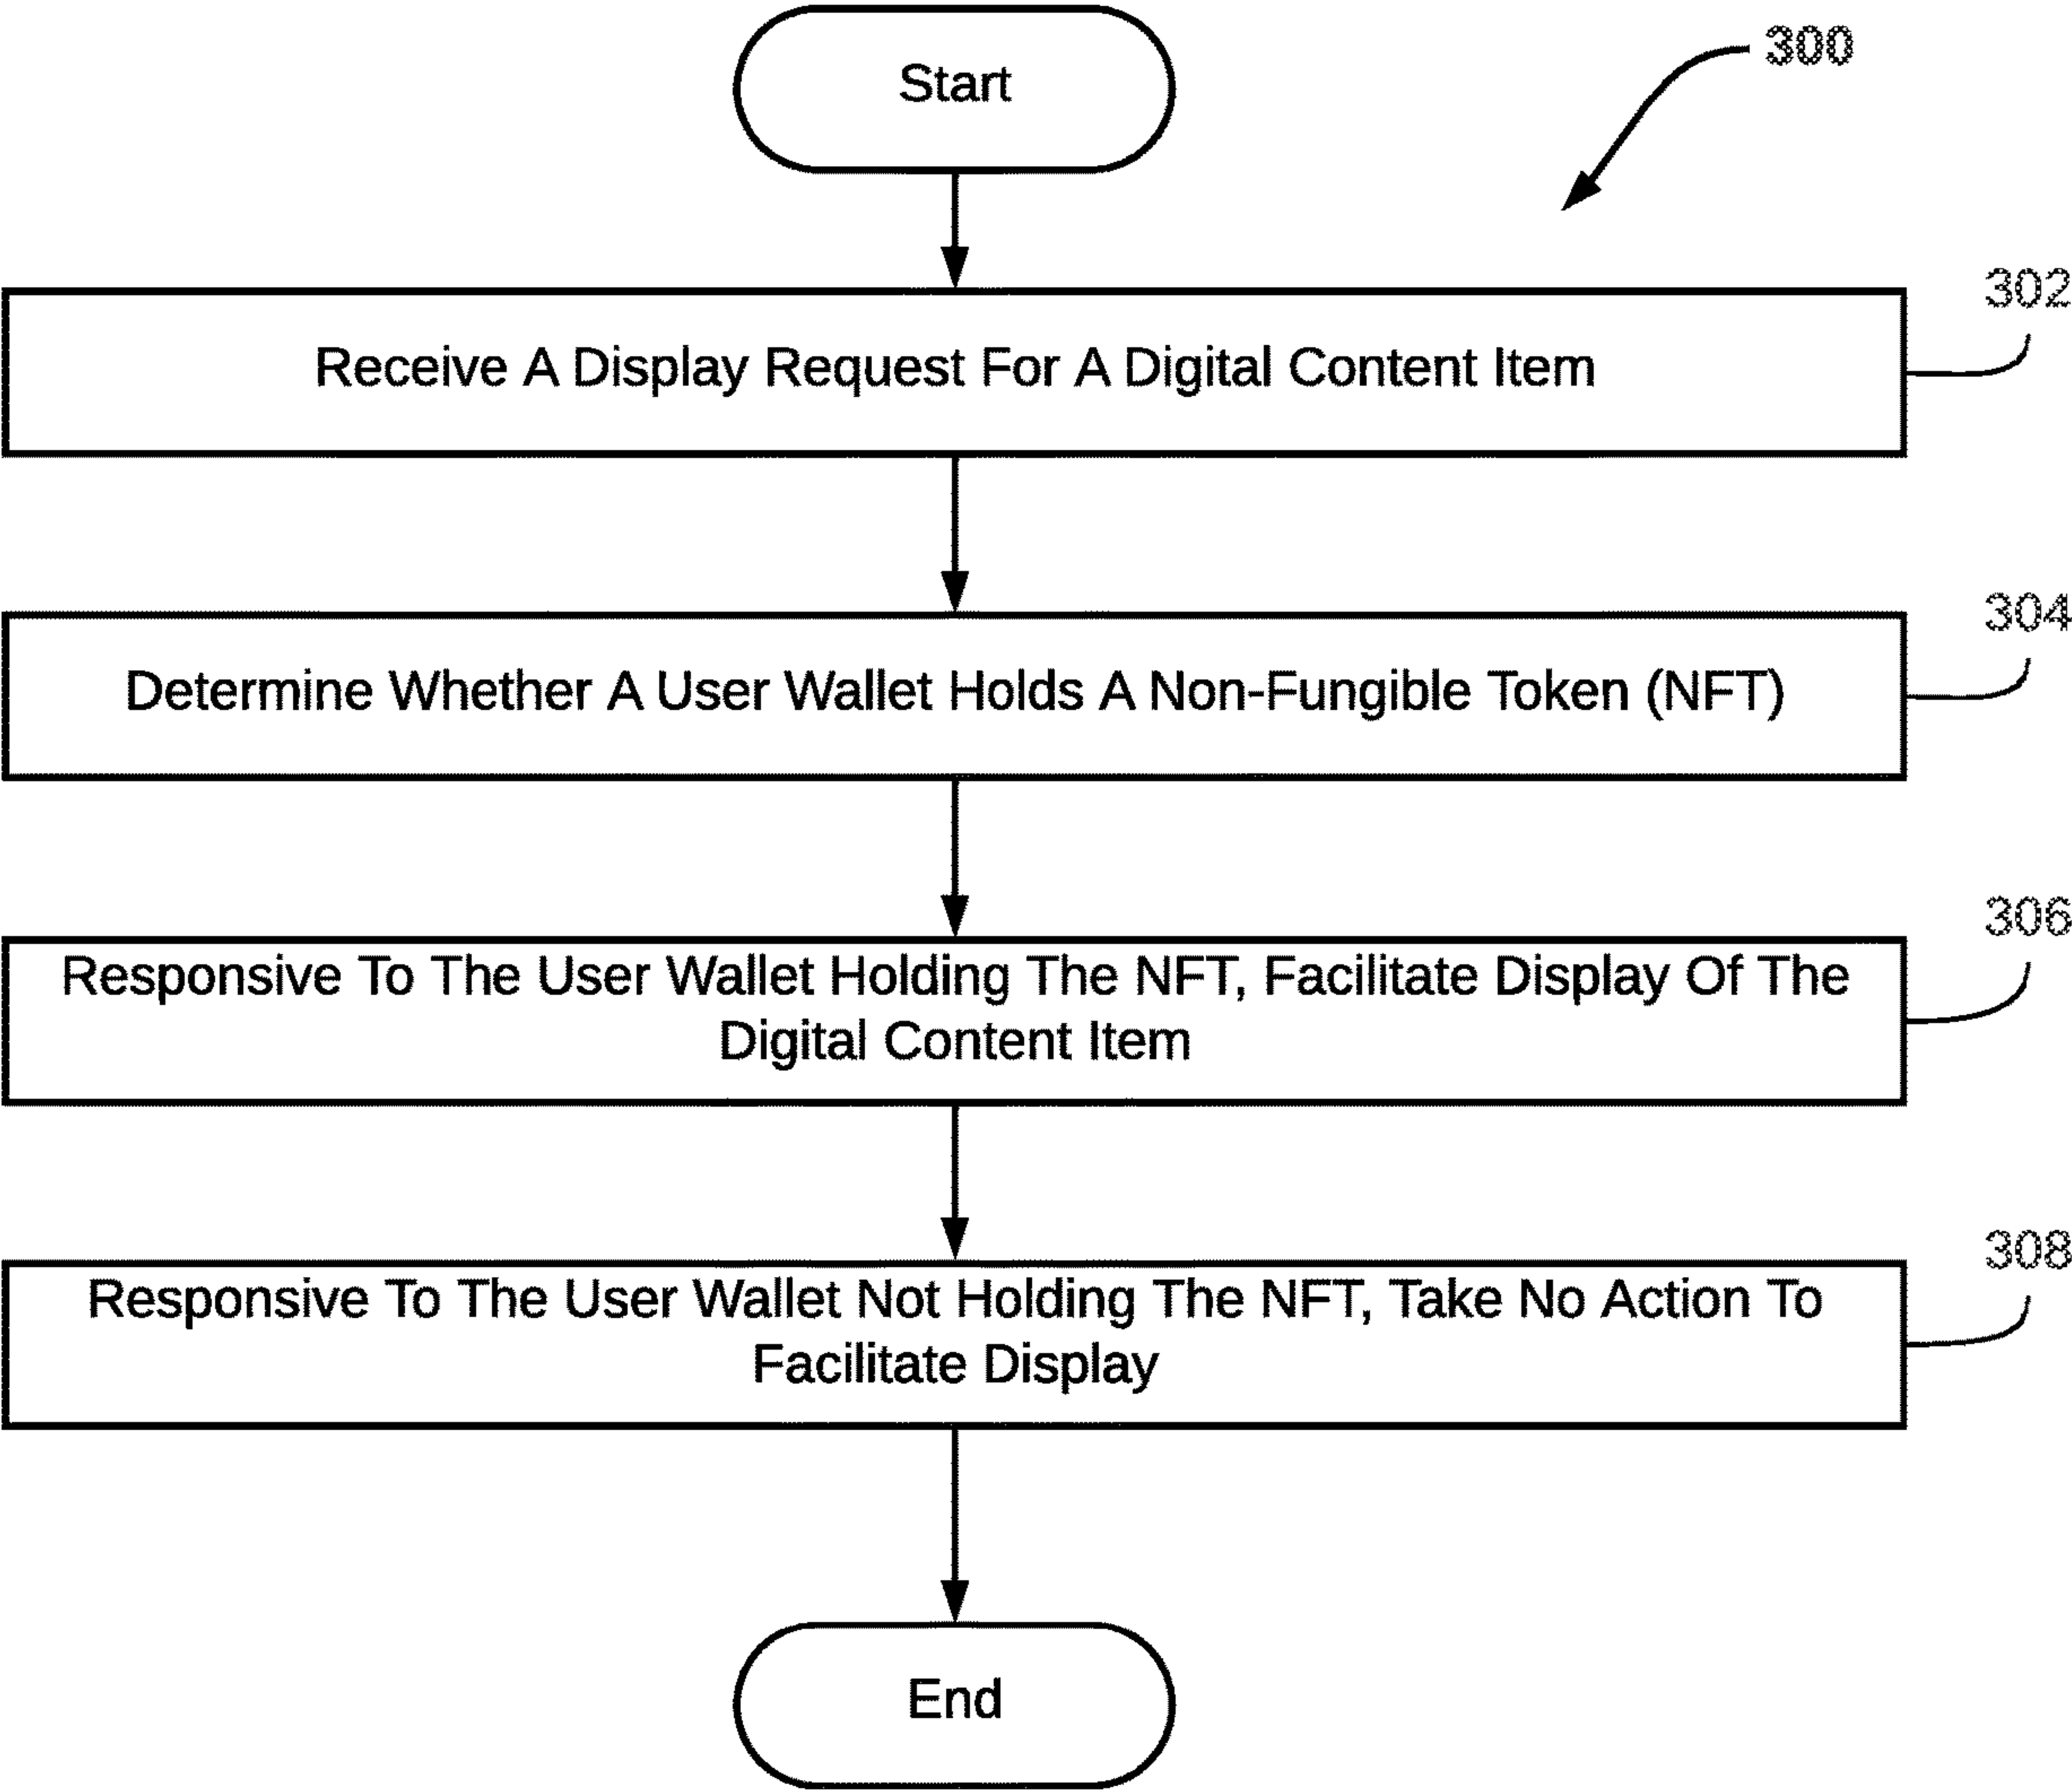 Start
300
302
Receive A Display Request For A Digital Content Item
304
Determine Whether A User Wallet Holds A Non-Fungible Token (NFT)
306
Responsive To The User Wallet Holding The NFT, Facilitate Display Of The
Digital Content Item
308
Responsive To The User Wallet Not Holding The NFT, Take No Action To
Facilitate Display
End